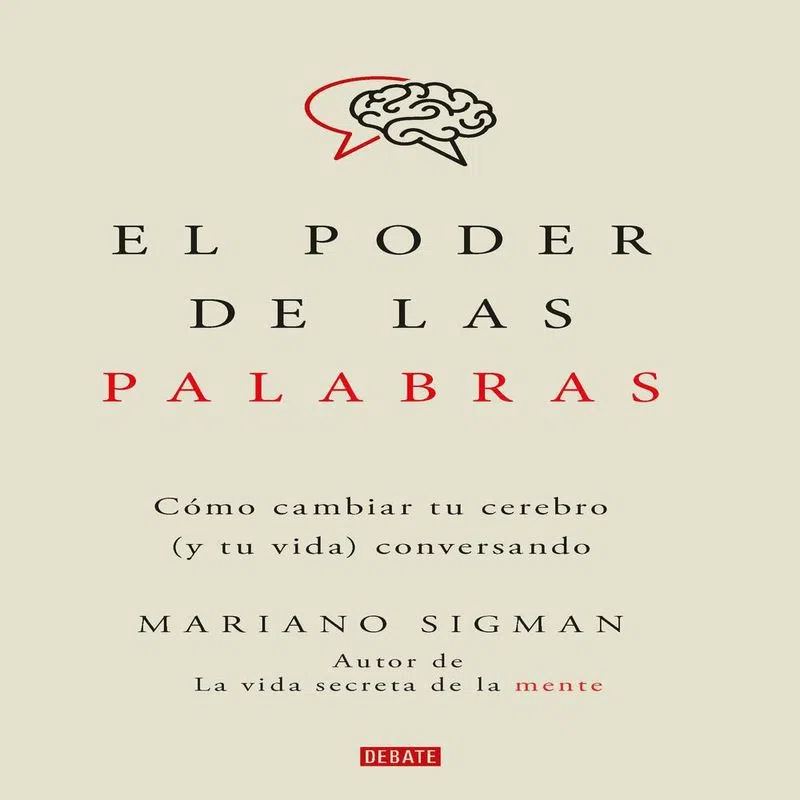 EL PODER
DE LAS
PALABRAS
Cómo cambiar tu cerebro
(y tu vida) conversando
MARIANO SIGMAN
Autor de
La vida secreta de la mente
DEBATE